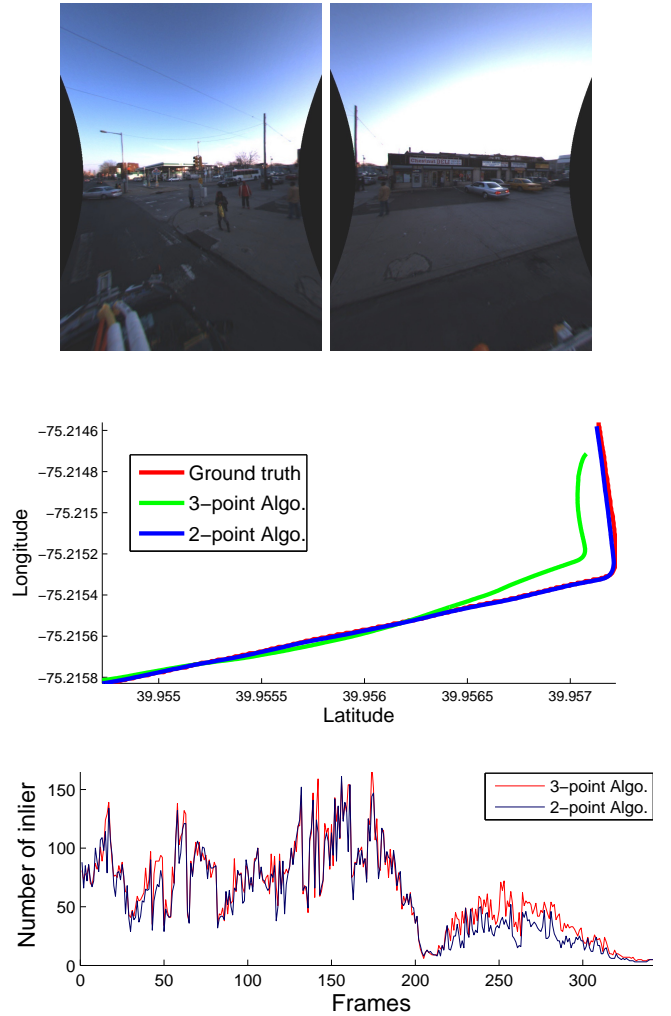 −75.2146
−75.2148
−75.215
−75.2152
−75.2154
−75.2156
−75.2158
Longitude
Ground truth
3−point Algo.
2−point Algo.
39.955 39.9555 39.956 39.9565 39.957
Latitude
150
100
50
0
Number of inlier
3−point Algo.
2−point Algo.
0 50 100 150 200 250 300
Frames